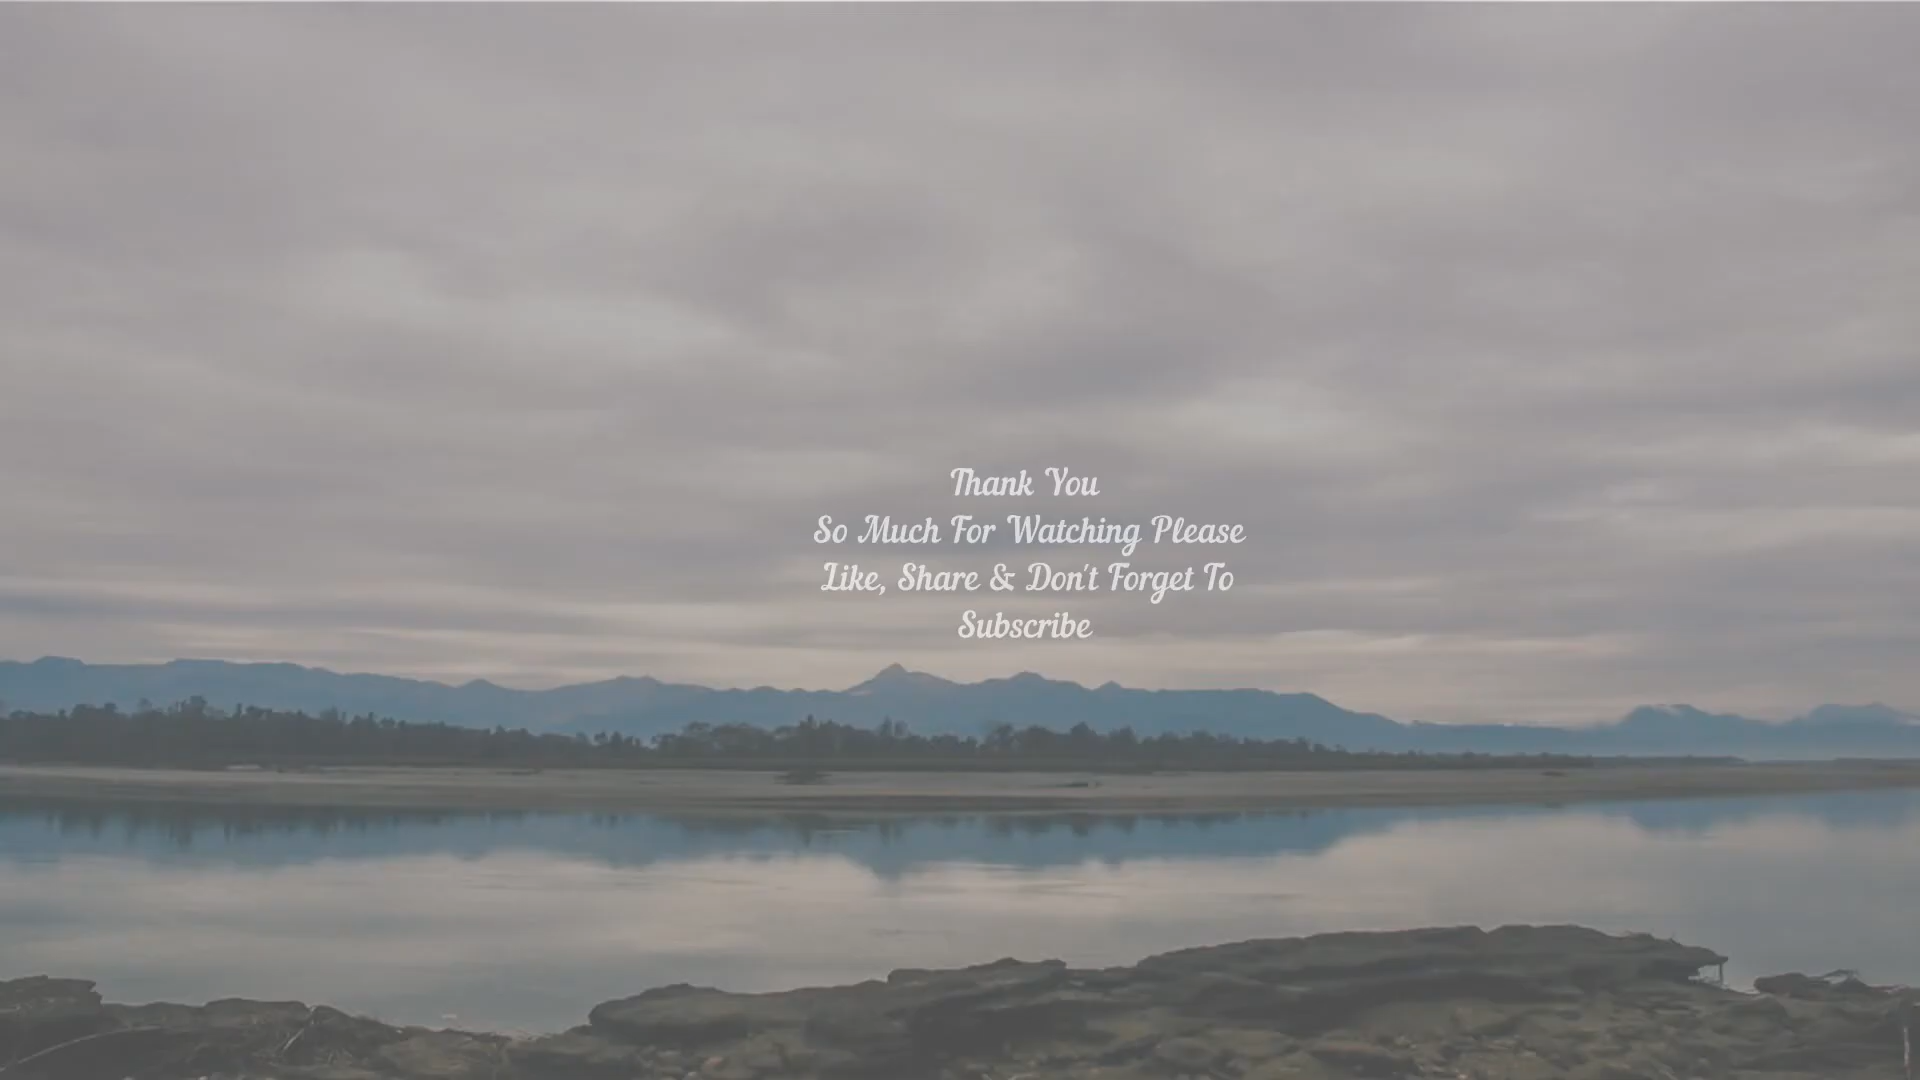 Thank You
So Much For Watching Please
Like, Share & Don't Forget To
Subscribe